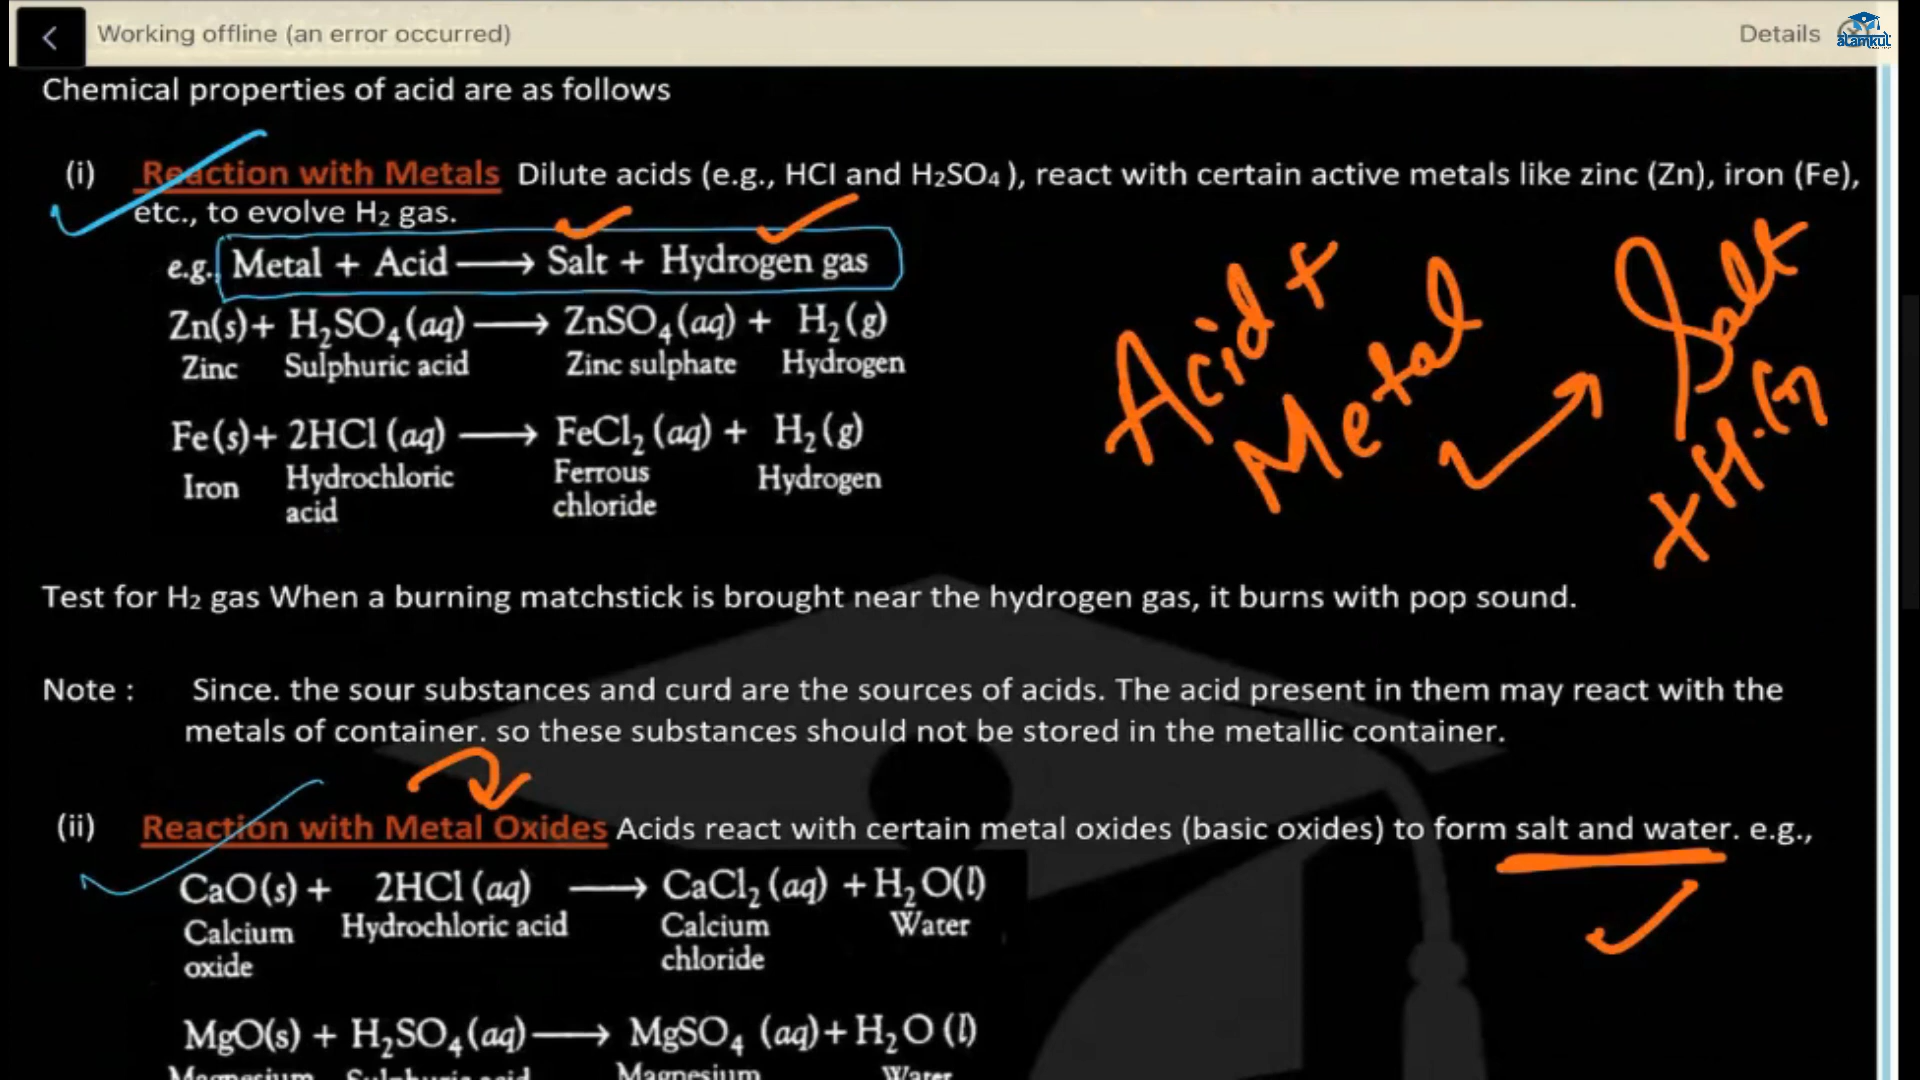 Working offline (an error occurred)
Details
alamkul
Chemical properties of acid are as follows
(i) Reaction with Metals Dilute acids (e.g., HCl and H₂SO₄ ), react with certain active metals like zinc (Zn), iron (Fe),
etc., to evolve H₂ gas.
e.g., Metal + Acid ⟶ Salt + Hydrogen gas
Zn(s)+ H₂SO₄(aq) ⟶ ZnSO₄(aq) + H₂(g)
Zinc Sulphuric acid Zinc sulphate Hydrogen
Fe(s)+ 2HCl (aq) ⟶ FeCl₂(aq) + H₂(g)
Iron Hydrochloric acid Ferrous chloride Hydrogen
Acid +
Metal
Salt
Test for H₂ gas When a burning matchstick is brought near the hydrogen gas, it burns with pop sound.
Note : Since. the sour substances and curd are the sources of acids. The acid present in them may react with the
metals of container. so these substances should not be stored in the metallic container.
(ii) Reaction with Metal Oxides Acids react with certain metal oxides (basic oxides) to form salt and water. e.g.,
CaO(s) + 2HCl (aq) ⟶ CaCl₂(aq) + H₂O(l)
Calcium oxide Hydrochloric acid Calcium chloride Water
MgO(s) + H₂SO₄(aq) ⟶ MgSO₄ (aq) + H₂O (l)
Magnesium Sulphuric acid Magnesium Water